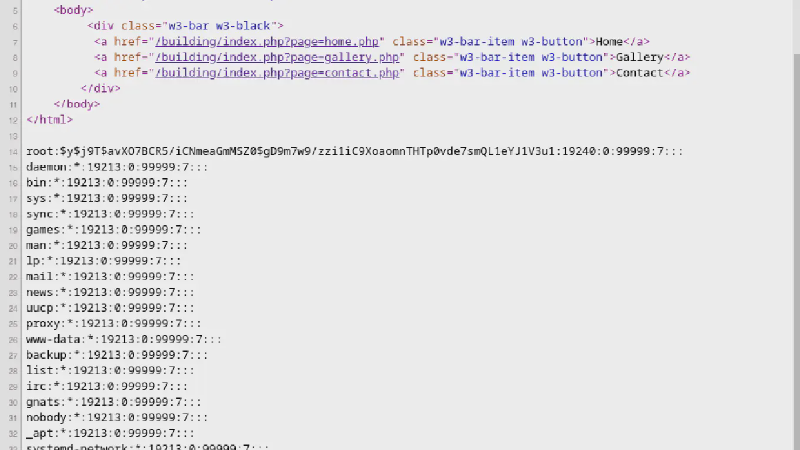 5 <body>
6 <div class="w3-bar w3-black">
7 <a href="/building/index.php?page=home.php" class="w3-bar-item w3-button">Home</a>
8 <a href="/building/index.php?page=gallery.php" class="w3-bar-item w3-button">Gallery</a>
9 <a href="/building/index.php?page=contact.php" class="w3-bar-item w3-button">Contact</a>
10 </div>
11 </body>
12 </html>
13
14 root:$y$j9T$avXO7BCR5/iCNmeaGmMSZ0$gD9m7w9/zzi1iC9XoaomnTHTp0vde7smQL1eYJ1V3u1:19240:0:99999:7:::
15 daemon:*:19213:0:99999:7:::
16 bin:*:19213:0:99999:7:::
17 sys:*:19213:0:99999:7:::
18 sync:*:19213:0:99999:7:::
19 games:*:19213:0:99999:7:::
20 man:*:19213:0:99999:7:::
21 lp:*:19213:0:99999:7:::
22 mail:*:19213:0:99999:7:::
23 news:*:19213:0:99999:7:::
24 uucp:*:19213:0:99999:7:::
25 proxy:*:19213:0:99999:7:::
26 www-data:*:19213:0:99999:7:::
27 backup:*:19213:0:99999:7:::
28 list:*:19213:0:99999:7:::
29 irc:*:19213:0:99999:7:::
30 gnats:*:19213:0:99999:7:::
31 nobody:*:19213:0:99999:7:::
32 _apt:*:19213:0:99999:7:::
33 systemd-network:*:19213:0:99999:7:::